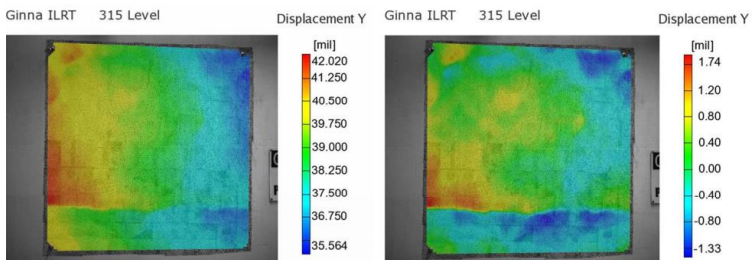 Ginna ILRT 315 Level
Displacement Y
[mil]
42.020
41.250
40.500
39.750
39.000
38.250
37.500
36.750
35.564
Ginna ILRT 315 Level
Displacement Y
[mil]
1.74
1.20
0.80
0.40
0.00
-0.40
-0.80
-1.33